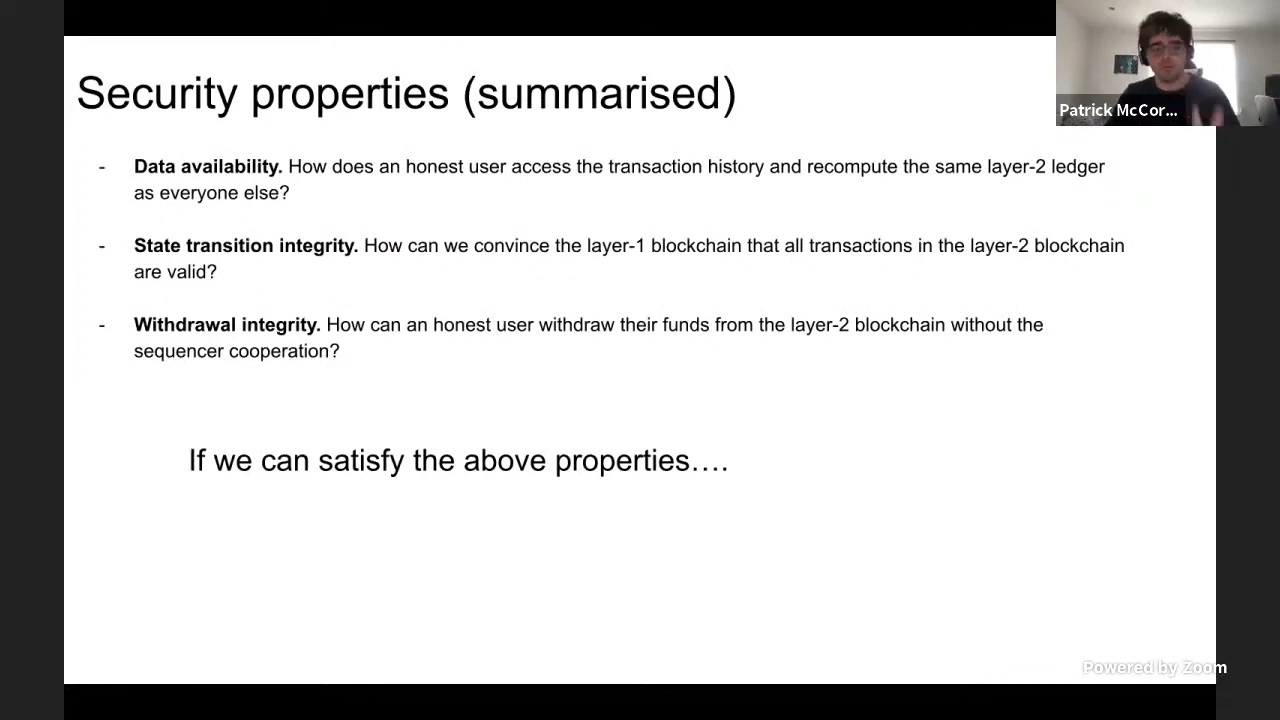 Security properties (summarised)
Patrick McCor...
- Data availability. How does an honest user access the transaction history and recompute the same layer-2 ledger
as everyone else?
- State transition integrity. How can we convince the layer-1 blockchain that all transactions in the layer-2 blockchain
are valid?
- Withdrawal integrity. How can an honest user withdraw their funds from the layer-2 blockchain without the
sequencer cooperation?
If we can satisfy the above properties....
Powered by Zoom